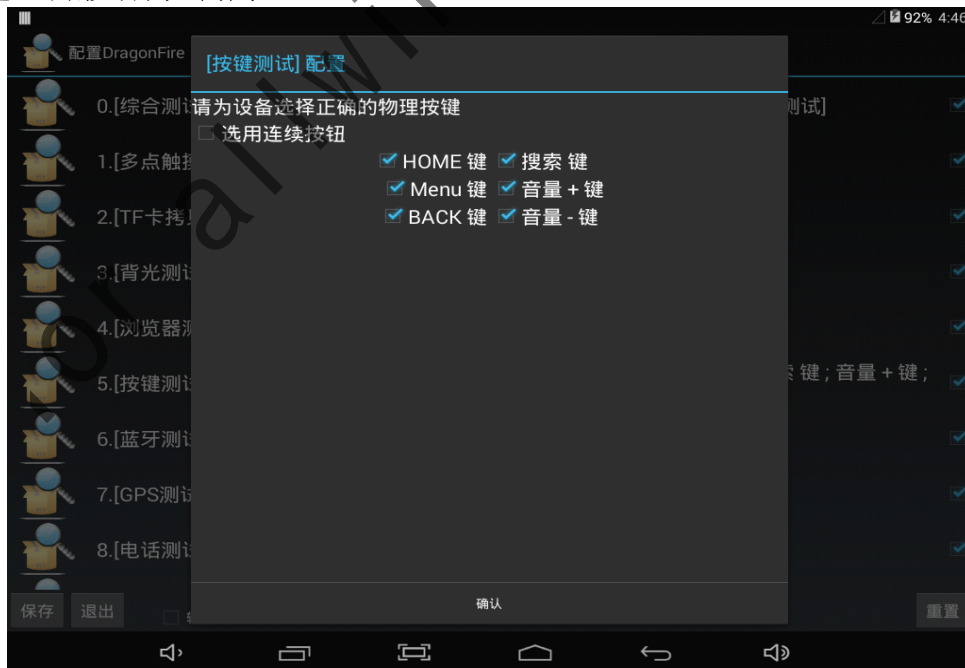 92% 4:46
配置DragonFire
[按键测试] 配置
请为设备选择正确的物理按键
选用连续按钮
HOME 键 搜索 键
Menu 键 音量 + 键
BACK 键 音量 - 键
0.[综合测
测试]
1.[多点触
2.[TF卡拷
3.[背光测
4.[浏览器
5.[按键测
键 ; 音量 + 键 ;
6.[蓝牙测
7.[GPS测
8.[电话测
确认
保存 退出
重置